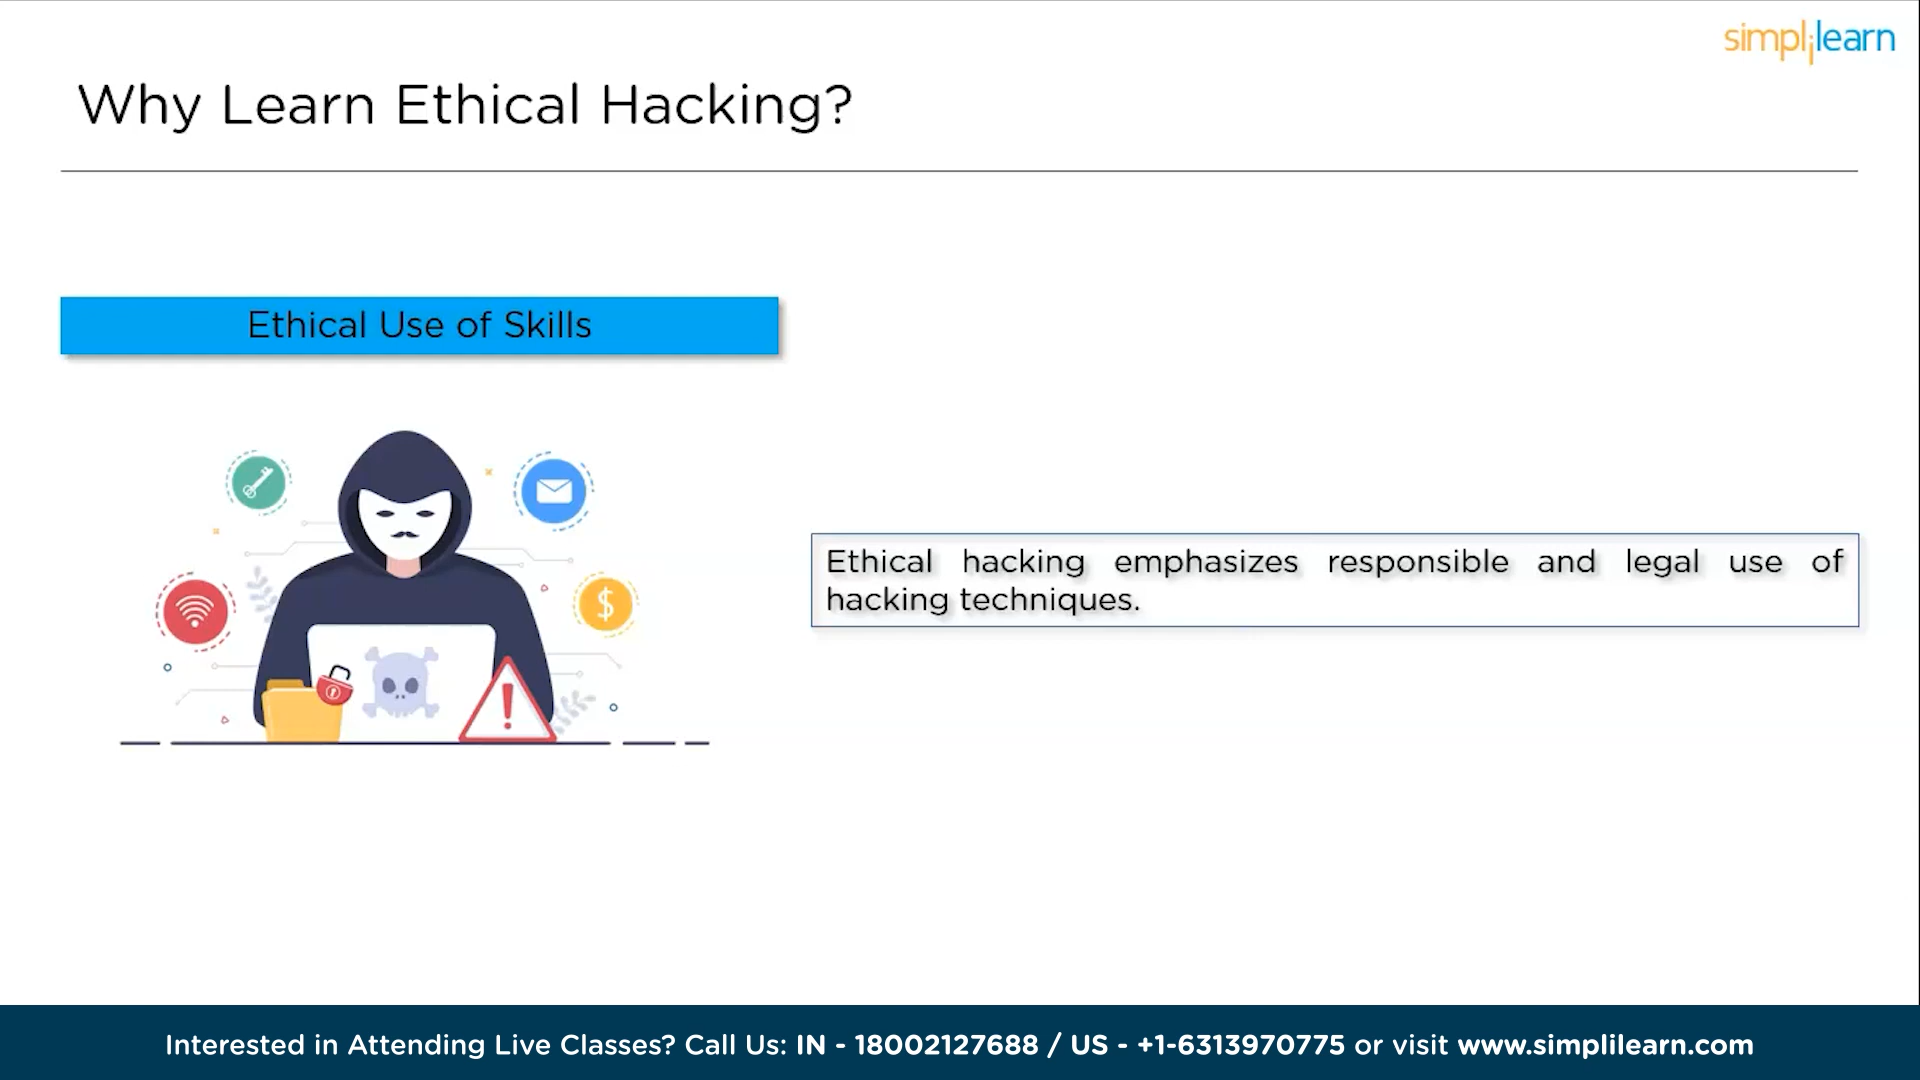 simplilearn
Why Learn Ethical Hacking?
Ethical Use of Skills
$
Ethical hacking emphasizes responsible and legal use of
hacking techniques.
Interested in Attending Live Classes? Call Us: IN - 18002127688 / US - +1-6313970775 or visit www.simplilearn.com